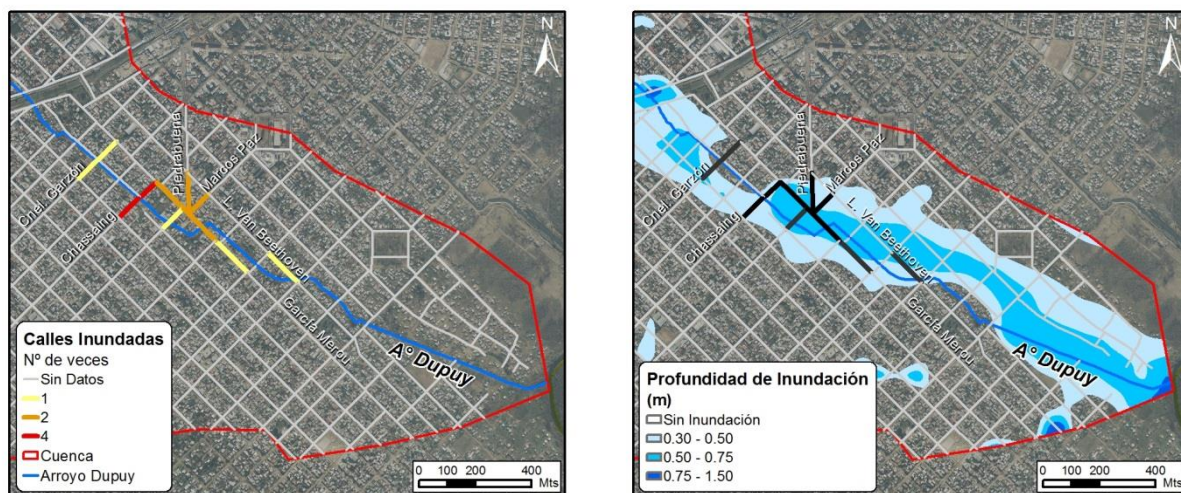 N
Piedrabuena
Marcos Paz
Cnel. Garzón
Chassaing
L. Van Beethoven
García Merou
A° Dupuy
Calles Inundadas
Nº de veces
Sin Datos
1
2
4
Cuenca
Arroyo Dupuy
0 100 200 400
Mts
N
Piedrabuena
Marcos Paz
Cnel. Garzón
Chassaing
L. Van Beethoven
García Merou
A° Dupuy
Profundidad de Inundación
(m)
Sin Inundación
0.30 - 0.50
0.50 - 0.75
0.75 - 1.50
0 100 200 400
Mts